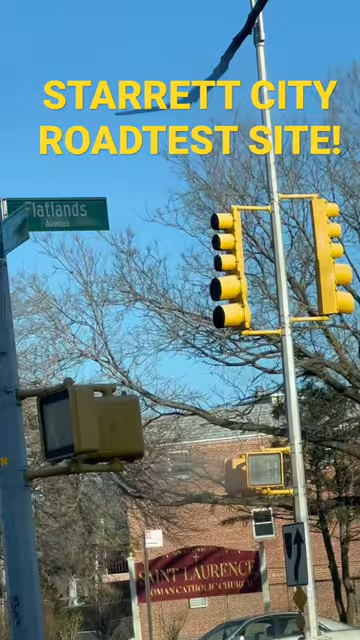 STARRETT CITY
ROADTEST SITE!
Flatlands
Avenue
SAINT LAURENCE
ROMAN CATHOLIC CHURCH